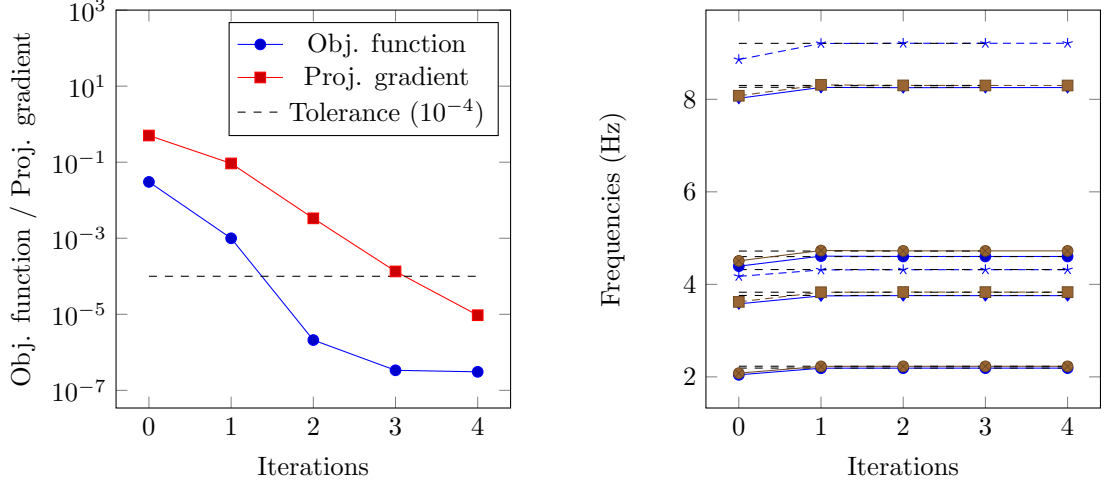 10^3
10^1
10^−1
10^−3
10^−5
10^−7
Obj. function / Proj. gradient
Obj. function
Proj. gradient
Tolerance (10^−4)
0 1 2 3 4
Iterations
8
6
4
2
Frequencies (Hz)
0 1 2 3 4
Iterations